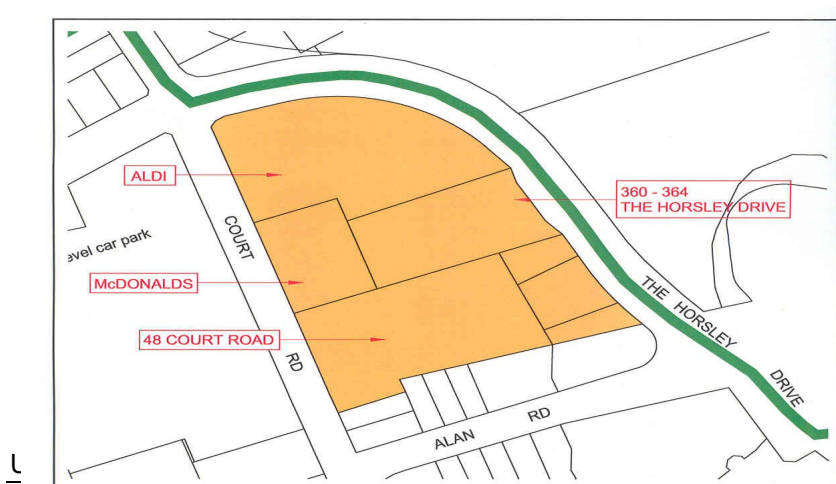 ALDI
360 - 364
THE HORSLEY DRIVE
COURT
RD
evel car park
McDONALDS
48 COURT ROAD
THE HORSLEY
DRIVE
ALAN RD